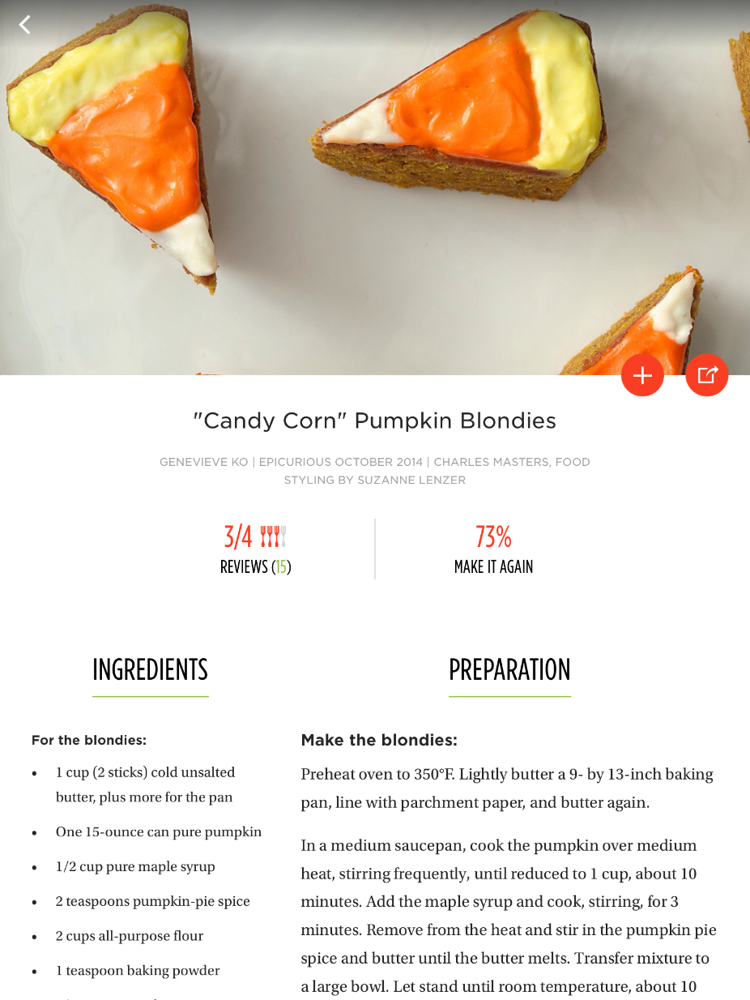 "Candy Corn" Pumpkin Blondies
GENEVIEVE KO | EPICURIOUS OCTOBER 2014 | CHARLES MASTERS, FOOD
STYLING BY SUZANNE LENZER
3/4
REVIEWS (15)
73%
MAKE IT AGAIN
INGREDIENTS
For the blondies:
• 1 cup (2 sticks) cold unsalted
butter, plus more for the pan
• One 15-ounce can pure pumpkin
• 1/2 cup pure maple syrup
• 2 teaspoons pumpkin-pie spice
• 2 cups all-purpose flour
• 1 teaspoon baking powder
PREPARATION
Make the blondies:
Preheat oven to 350°F. Lightly butter a 9- by 13-inch baking
pan, line with parchment paper, and butter again.
In a medium saucepan, cook the pumpkin over medium
heat, stirring frequently, until reduced to 1 cup, about 10
minutes. Add the maple syrup and cook, stirring, for 3
minutes. Remove from the heat and stir in the pumpkin pie
spice and butter until the butter melts. Transfer mixture to
a large bowl. Let stand until room temperature, about 10